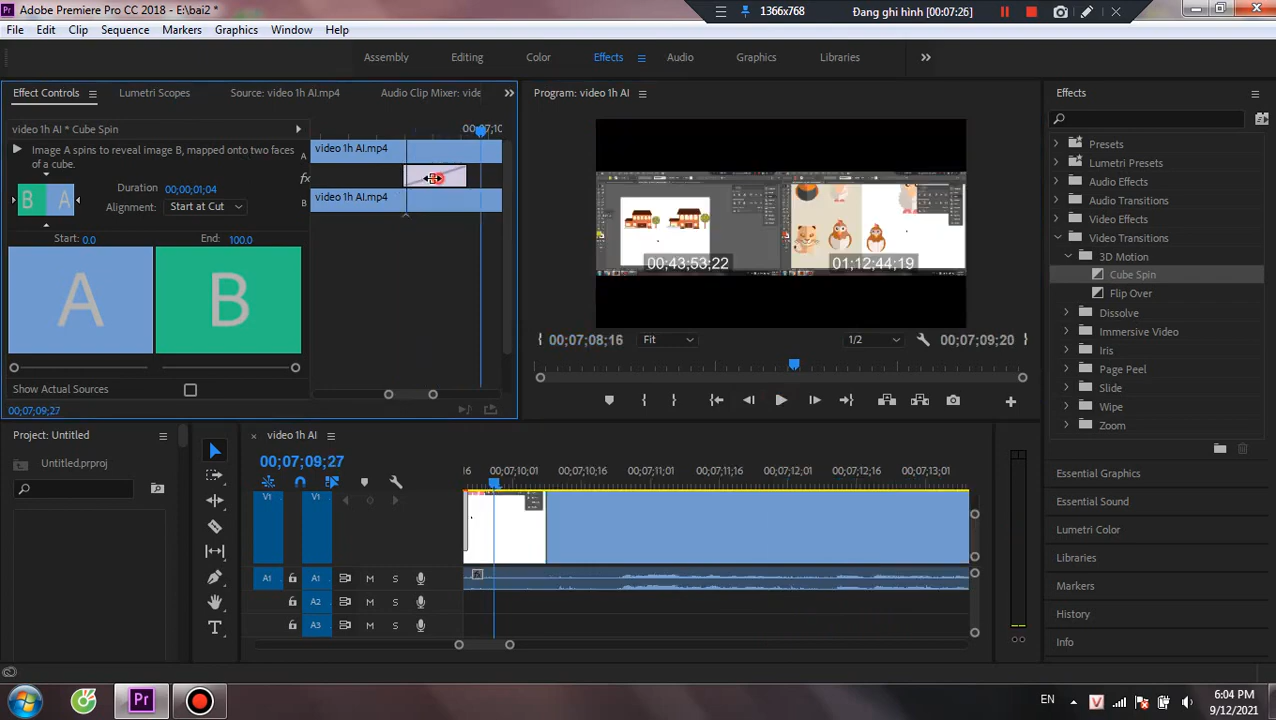 Pr Adobe Premiere Pro CC 2018 - E:\bai2 *
1366x768 Đang ghi hình [00:07:26]
File Edit Clip Sequence Markers Graphics Window Help
Assembly Editing Color Effects Audio Graphics Libraries
Effect Controls Lumetri Scopes Source: video 1h AI.mp4 Audio Clip Mixer: vide
Program: video 1h AI
Effects
video 1h AI * Cube Spin
00;07;10
Image A spins to reveal image B, mapped onto two faces
of a cube.
A video 1h AI.mp4
fx
B video 1h AI.mp4
B A
Duration 00;00;01;04
Alignment: Start at Cut
Start: 0.0 End: 100.0
A B
Show Actual Sources
00;07;09;27
00;43;53;22 01;12;44;19
00;07;08;16 Fit 1/2 00;07;09;20
Presets
Lumetri Presets
Audio Effects
Audio Transitions
Video Effects
Video Transitions
3D Motion
Cube Spin
Flip Over
Dissolve
Immersive Video
Iris
Page Peel
Slide
Wipe
Zoom
Essential Graphics
Essential Sound
Lumetri Color
Libraries
Markers
History
Info
Project: Untitled
Untitled.prproj
video 1h AI
00;07;09;27
16 00;07;10;01 00;07;10;16 00;07;11;01 00;07;11;16 00;07;12;01 00;07;12;16 00;07;13;01
V1 V1
A1 A1 M S
A2 M S
A3 M S
Pr
EN V 6:04 PM
9/12/2021